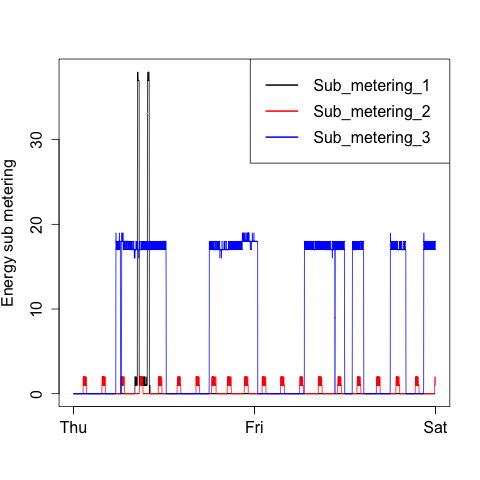 Sub_metering_1
Sub_metering_2
Sub_metering_3
Energy sub metering
30
20
10
0
Thu Fri Sat